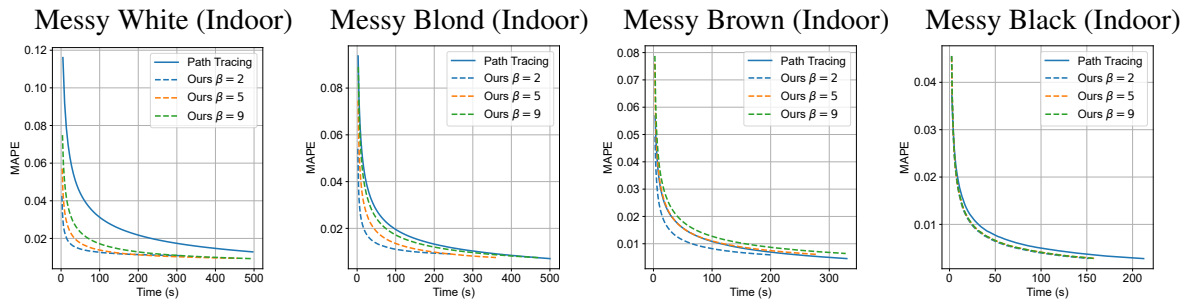 Messy White (Indoor)
0.12
0.10
0.08
0.06
0.04
0.02
MAPE
0 100 200 300 400 500
Time (s)
Path Tracing
Ours β = 2
Ours β = 5
Ours β = 9
Messy Blond (Indoor)
0.08
0.06
0.04
0.02
MAPE
0 100 200 300 400 500
Time (s)
Path Tracing
Ours β = 2
Ours β = 5
Ours β = 9
Messy Brown (Indoor)
0.08
0.07
0.06
0.05
0.04
0.03
0.02
0.01
MAPE
0 100 200 300
Time (s)
Path Tracing
Ours β = 2
Ours β = 5
Ours β = 9
Messy Black (Indoor)
0.04
0.03
0.02
0.01
MAPE
0 50 100 150 200
Time (s)
Path Tracing
Ours β = 2
Ours β = 5
Ours β = 9